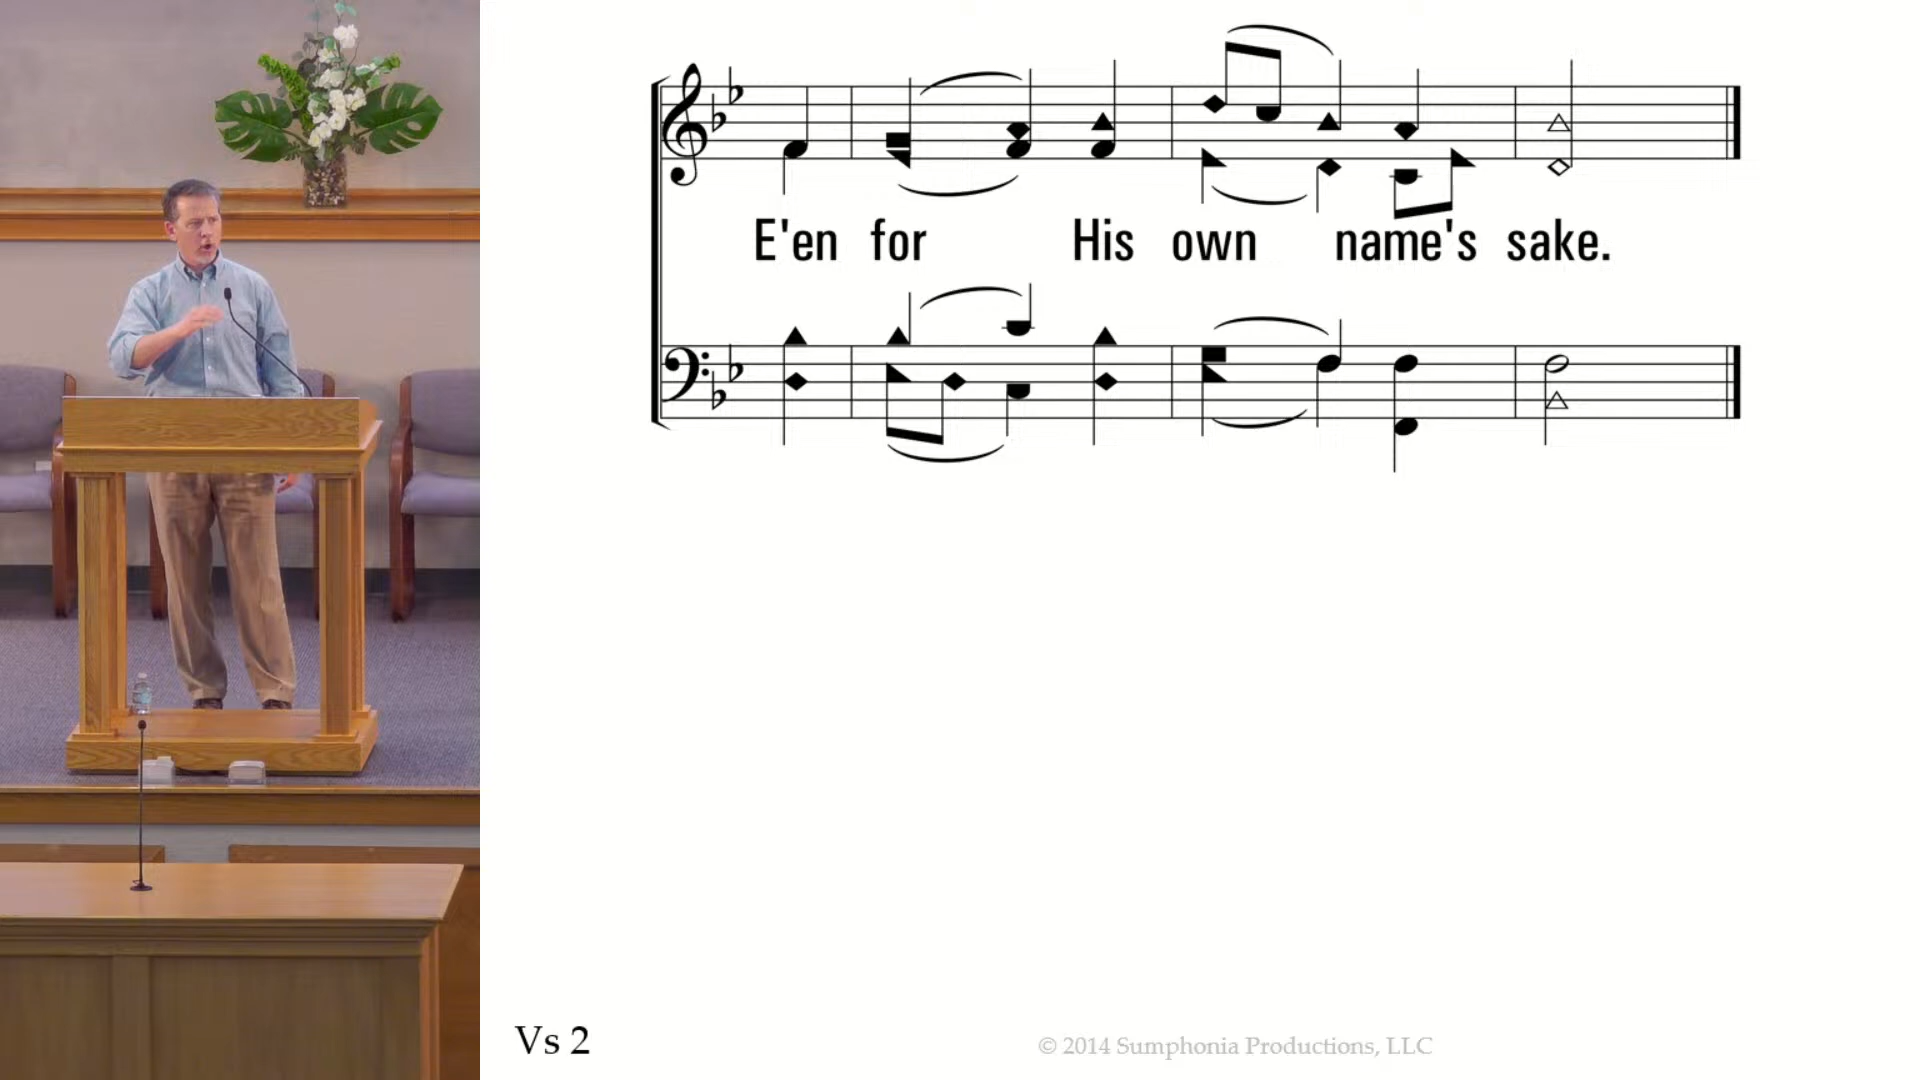 E'en for His own name's sake.
Vs 2
© 2014 Sumphonia Productions, LLC